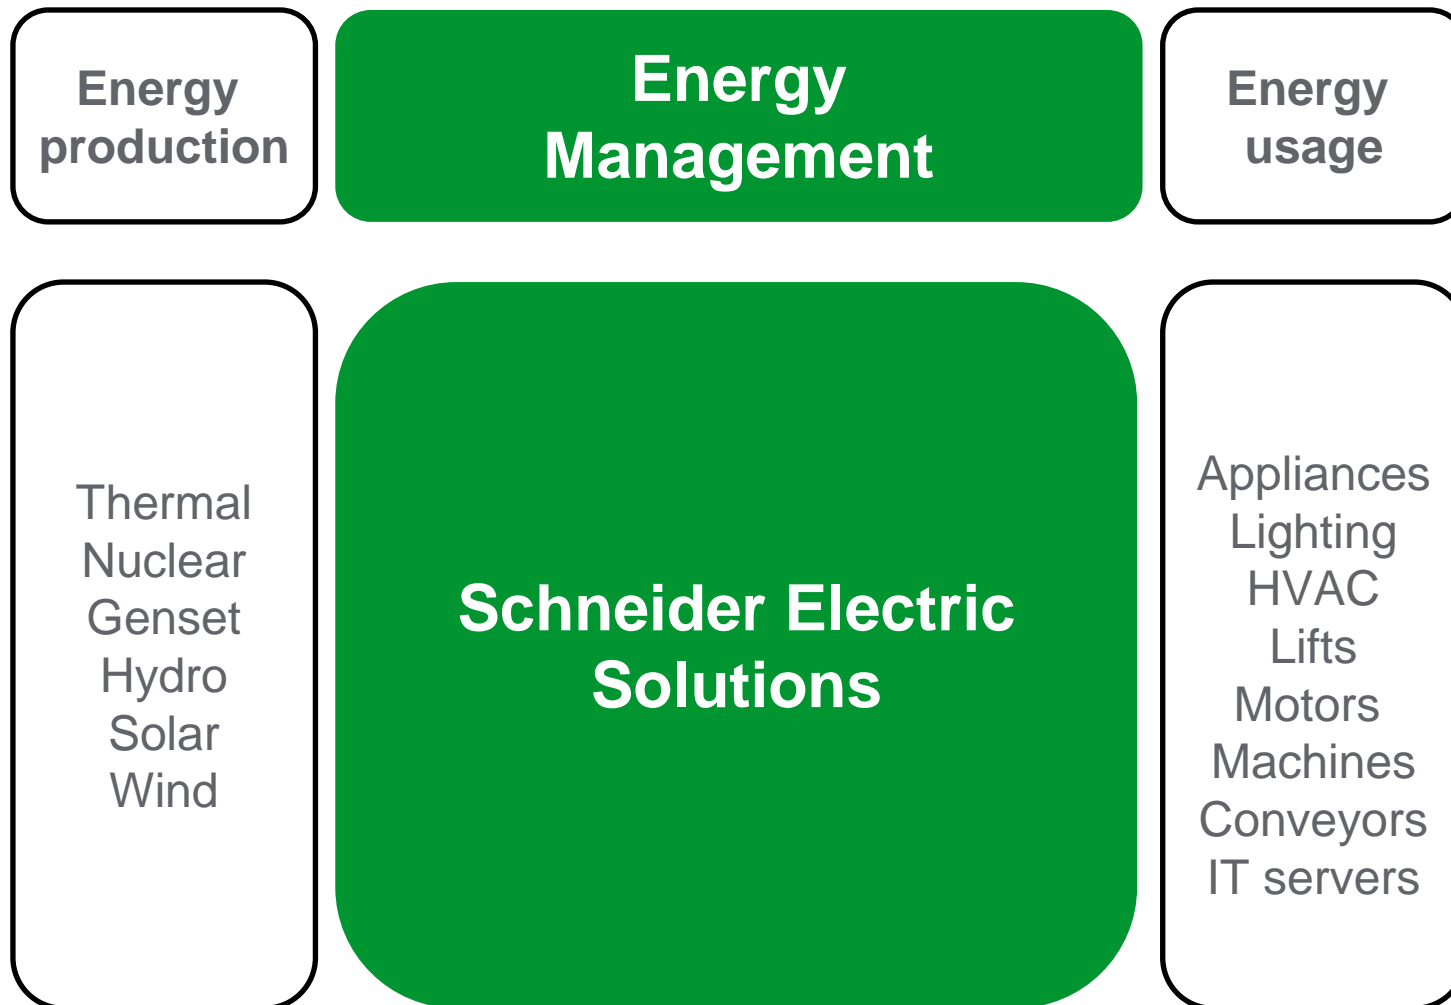 Energy
production
Energy
Management
Energy
usage
Thermal
Nuclear
Genset
Hydro
Solar
Wind
Schneider Electric
Solutions
Appliances
Lighting
HVAC
Lifts
Motors
Machines
Conveyors
IT servers